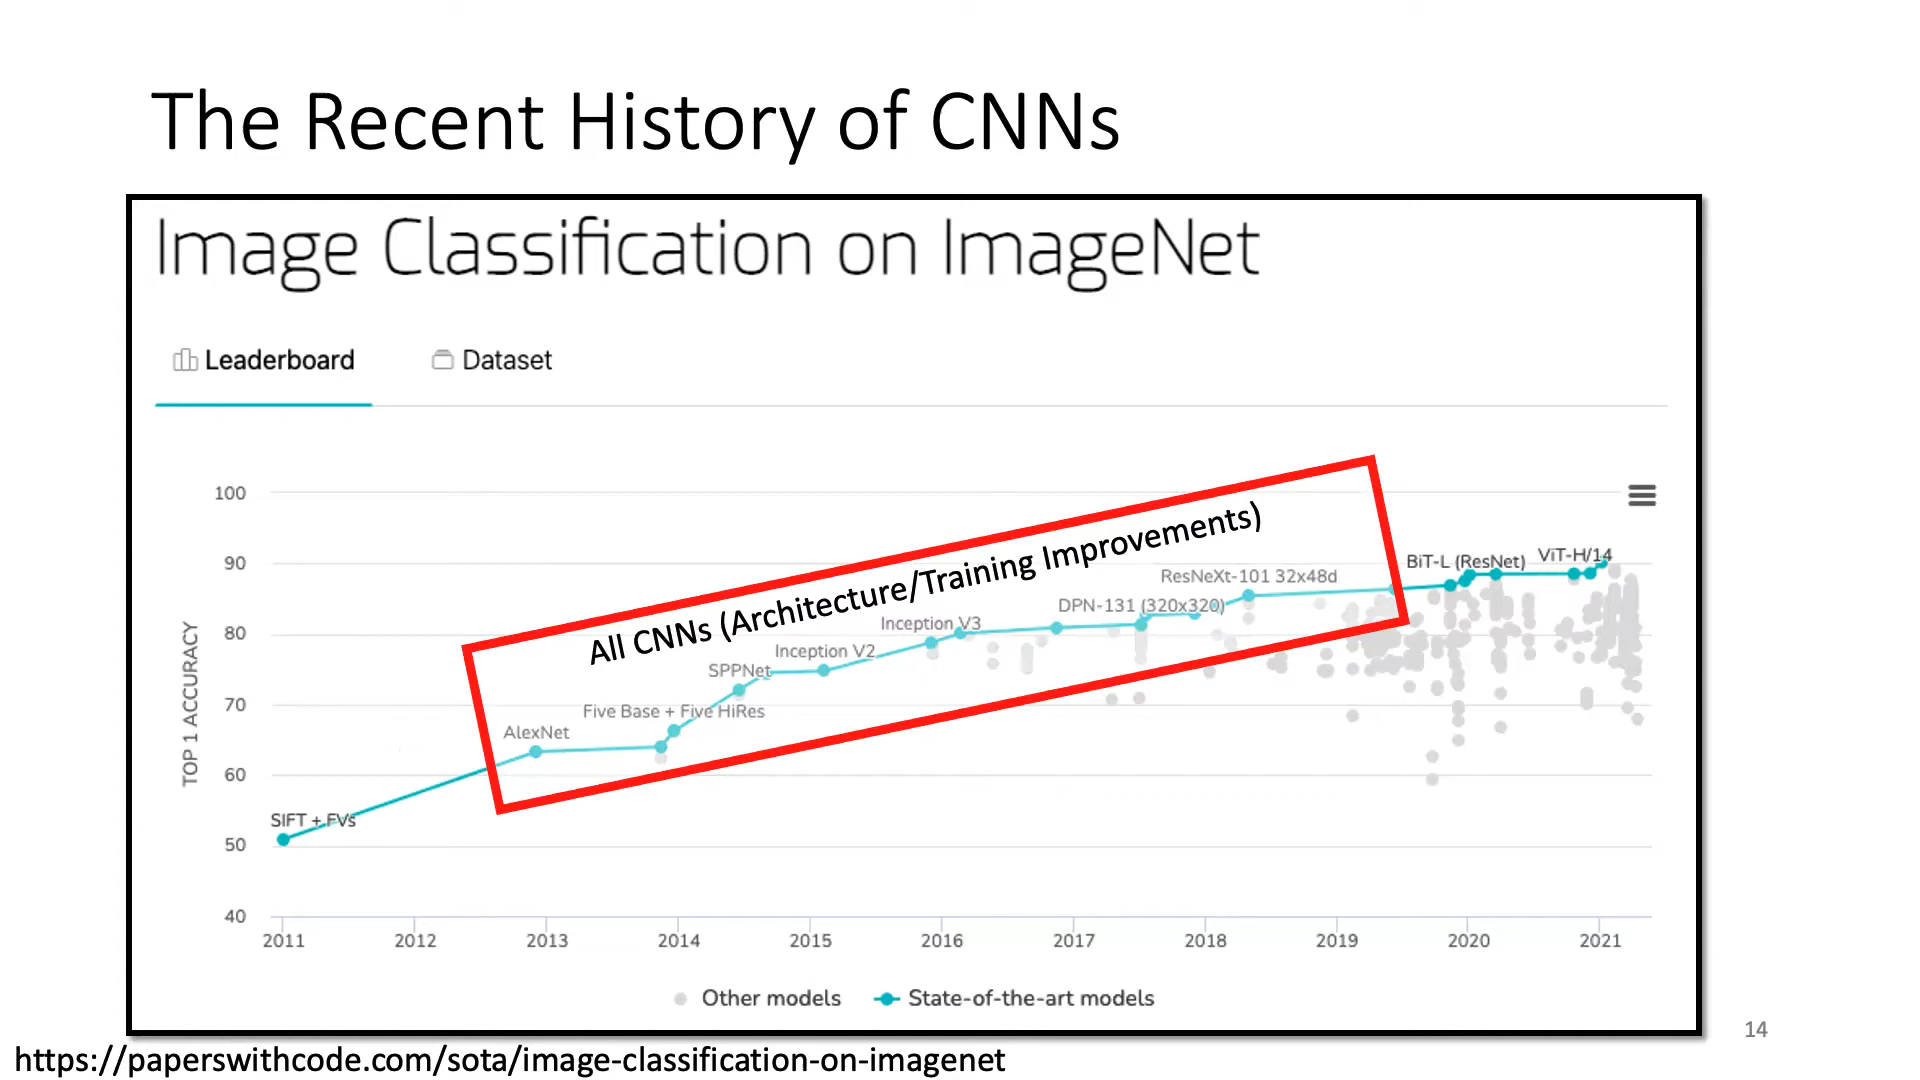 The Recent History of CNNs
Image Classification on ImageNet
Leaderboard
Dataset
100
90
80
70
60
50
40
TOP 1 ACCURACY
All CNNs (Architecture/Training Improvements)
SIFT + FVs
AlexNet
Five Base + Five HiRes
SPPNet
Inception V2
Inception V3
DPN-131 (320x320)
ResNeXt-101 32x48d
BiT-L (ResNet)
ViT-H/14
2011
2012
2013
2014
2015
2016
2017
2018
2019
2020
2021
Other models
State-of-the-art models
14
https://paperswithcode.com/sota/image-classification-on-imagenet